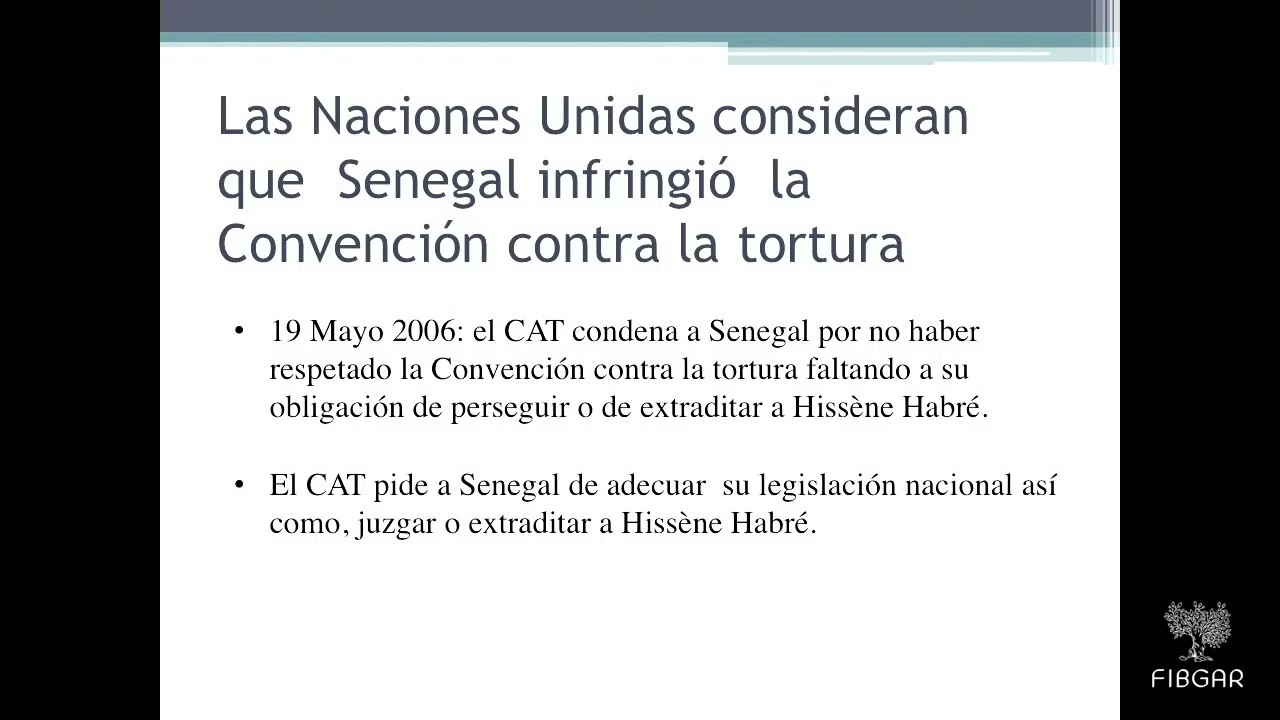 Las Naciones Unidas consideran
que  Senegal infringió  la
Convención contra la tortura
• 19 Mayo 2006: el CAT condena a Senegal por no haber
respetado la Convención contra la tortura faltando a su
obligación de perseguir o de extraditar a Hissène Habré.
• El CAT pide a Senegal de adecuar  su legislación nacional así
como, juzgar o extraditar a Hissène Habré.
FIBGAR